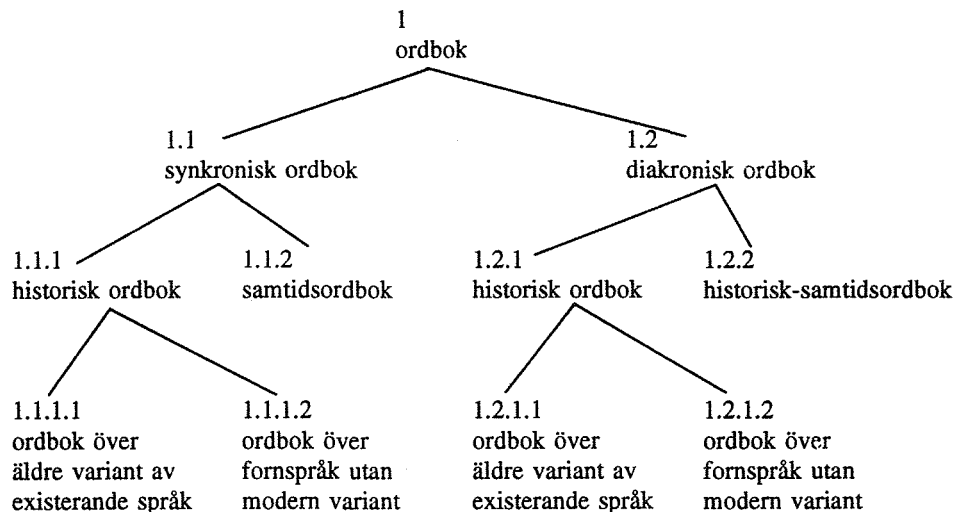 1
ordbok
1.1
synkronisk ordbok
1.2
diakronisk ordbok
1.1.1
historisk ordbok
1.1.2
samtidsordbok
1.2.1
historisk ordbok
1.2.2
historisk-samtidsordbok
1.1.1.1
ordbok över
äldre variant av
existerande språk
1.1.1.2
ordbok över
fornspråk utan
modern variant
1.2.1.1
ordbok över
äldre variant av
existerande språk
1.2.1.2
ordbok över
fornspråk utan
modern variant